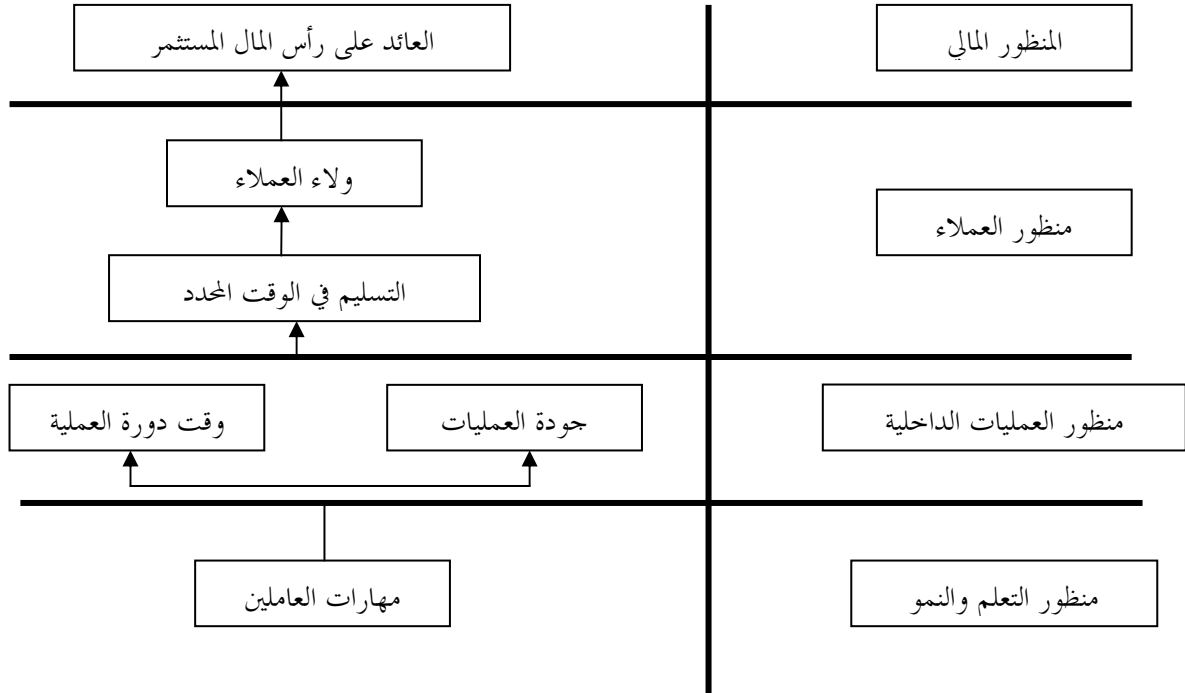 المنظور المالي
العائد على رأس المال المستثمر
منظور العملاء
ولاء العملاء
التسليم في الوقت المحدد
منظور العمليات الداخلية
جودة العمليات
وقت دورة العملية
منظور التعلم والنمو
مهارات العاملين